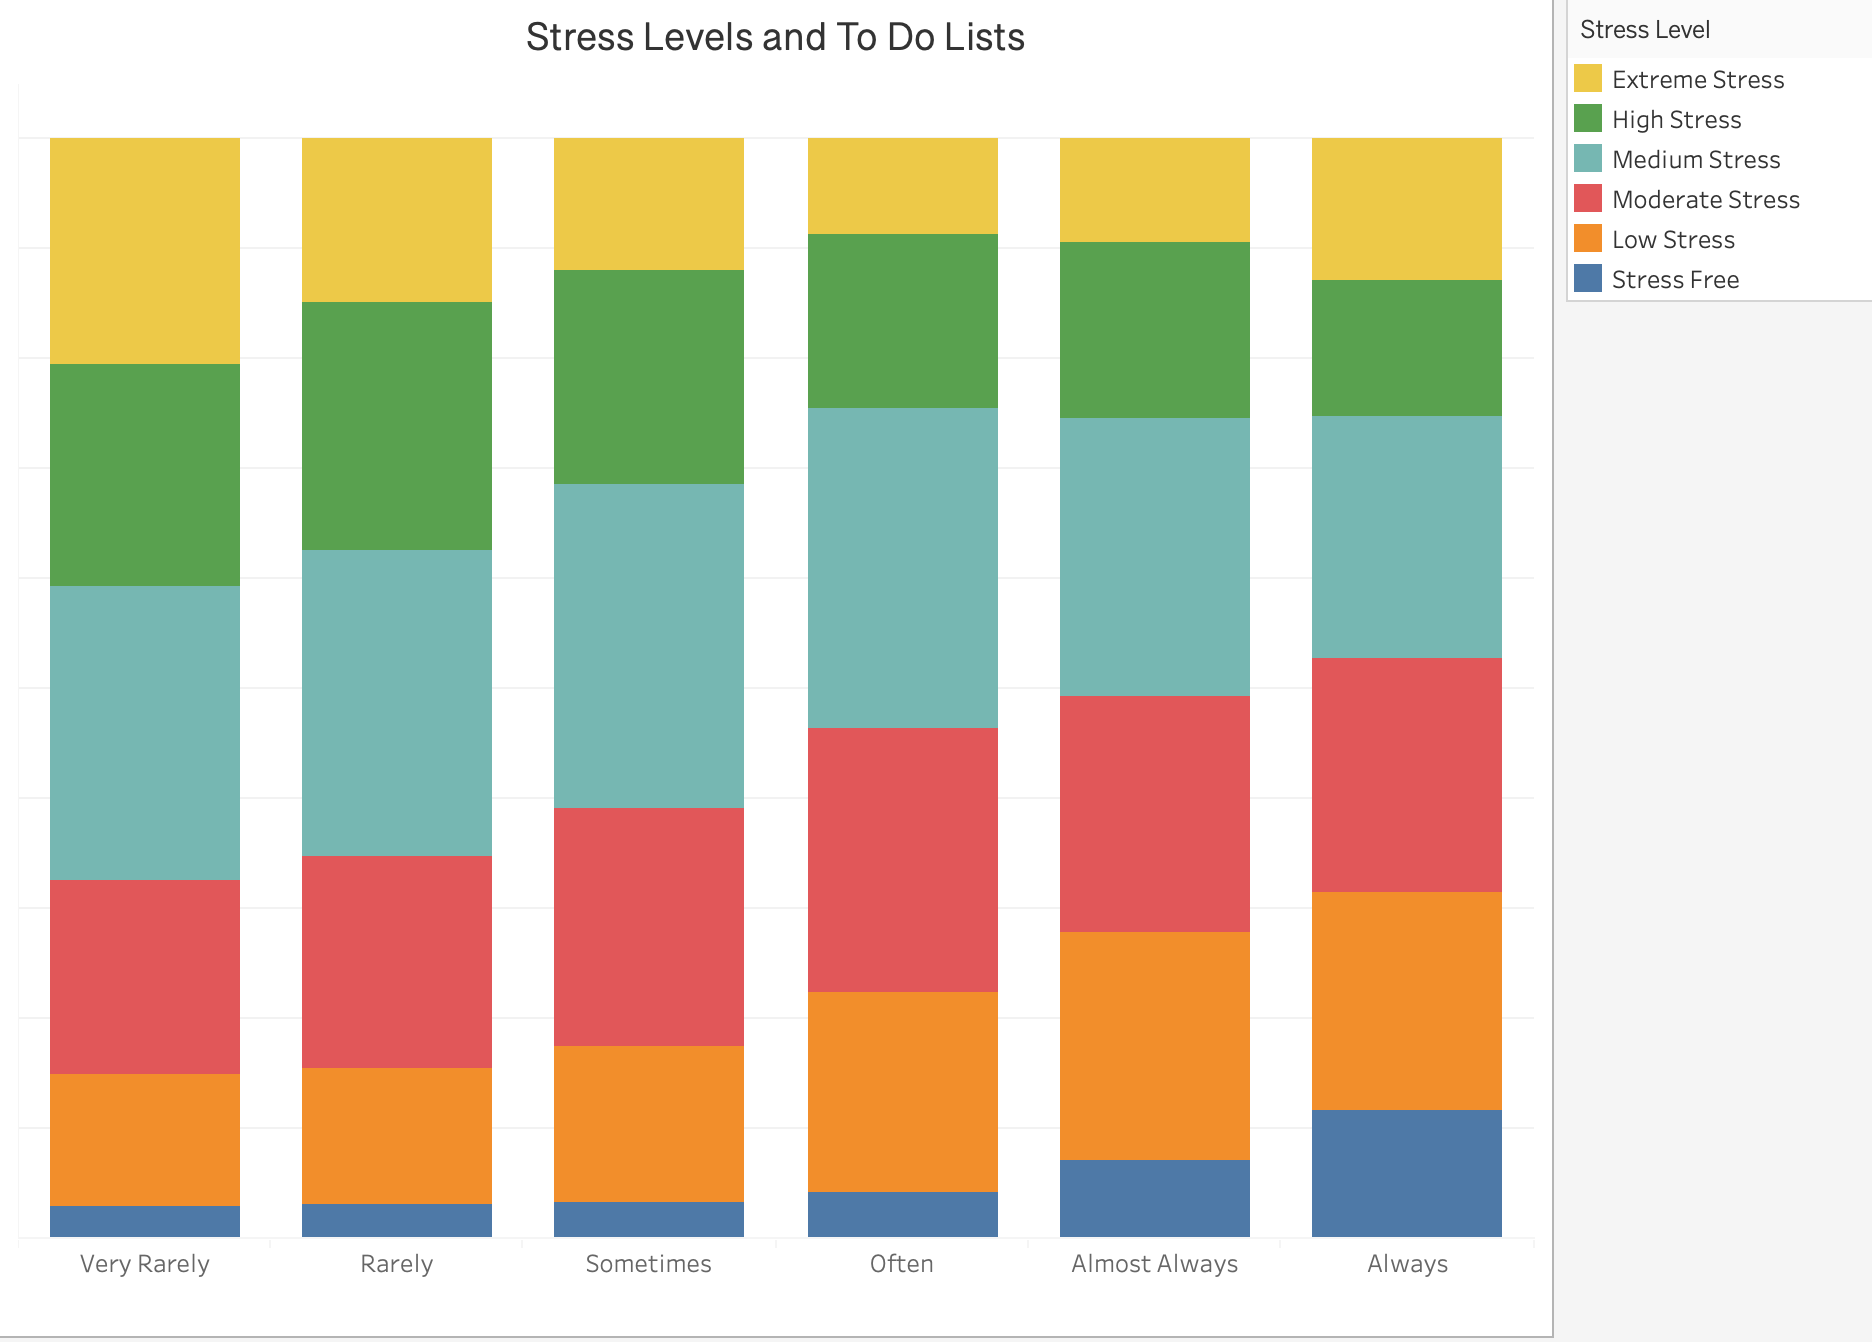 Stress Levels and To Do Lists
Stress Level
Extreme Stress
High Stress
Medium Stress
Moderate Stress
Low Stress
Stress Free
Very Rarely
Rarely
Sometimes
Often
Almost Always
Always